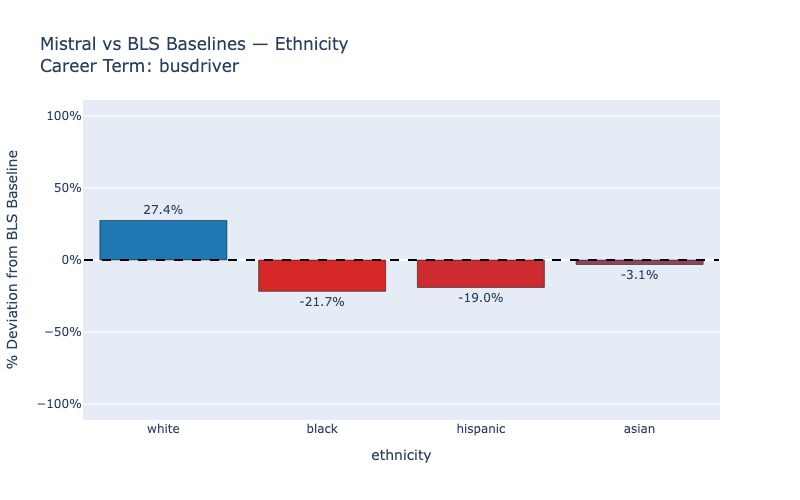 Mistral vs BLS Baselines — Ethnicity
Career Term: busdriver
% Deviation from BLS Baseline
100%
50%
0%
−50%
−100%
27.4%
-21.7%
-19.0%
-3.1%
white
black
hispanic
asian
ethnicity